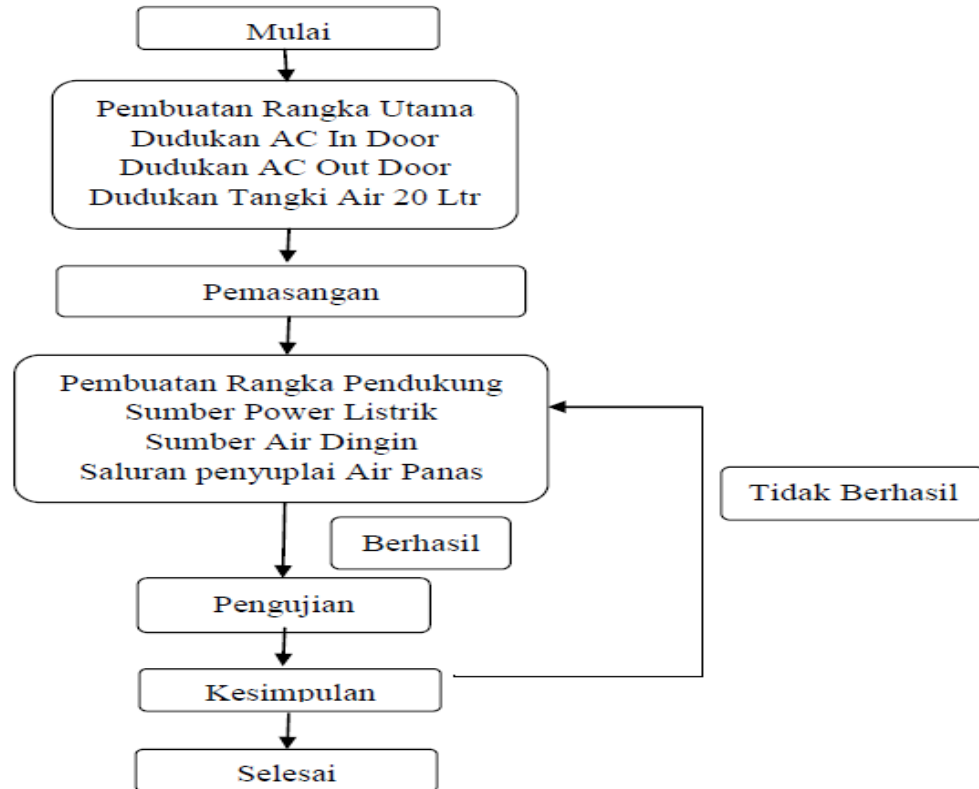 Mulai
Pembuatan Rangka Utama
Dudukan AC In Door
Dudukan AC Out Door
Dudukan Tangki Air 20 Ltr
Pemasangan
Pembuatan Rangka Pendukung
Sumber Power Listrik
Sumber Air Dingin
Saluran penyuplai Air Panas
Tidak Berhasil
Berhasil
Pengujian
Kesimpulan
Selesai